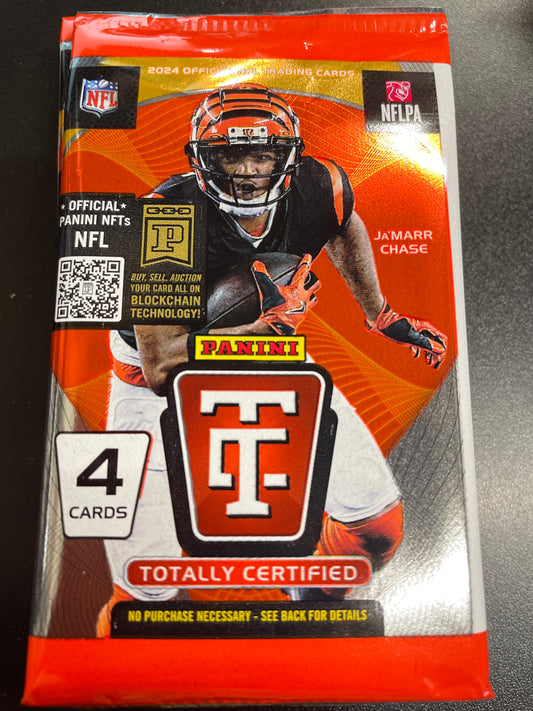 2024 OFFICIAL NFL TRADING CARDS
NFL
NFLPA
★OFFICIAL★
PANINI NFTs
NFL
P
BUY, SELL, AUCTION
YOUR CARD ALL ON
BLOCKCHAIN
TECHNOLOGY!
JA'MARR
CHASE
PANINI
TC
4
CARDS
TOTALLY CERTIFIED
NO PURCHASE NECESSARY - SEE BACK FOR DETAILS